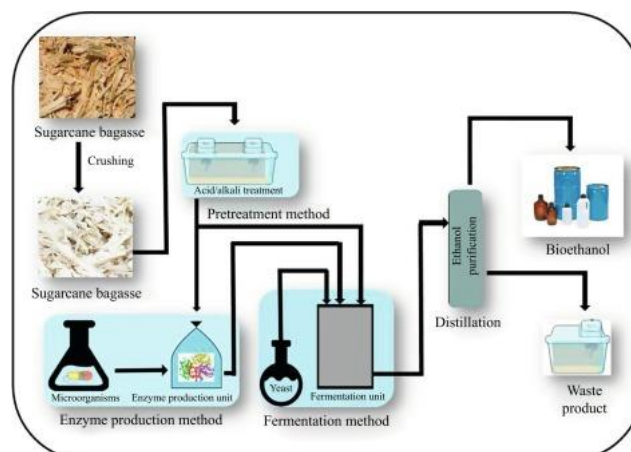 Sugarcane bagasse
Crushing
Sugarcane bagasse
Acid/alkali treatment
Pretreatment method
Microorganisms
Enzyme production unit
Enzyme production method
Yeast
Fermentation unit
Fermentation method
Ethanol
purification
Distillation
Bioethanol
Waste
product